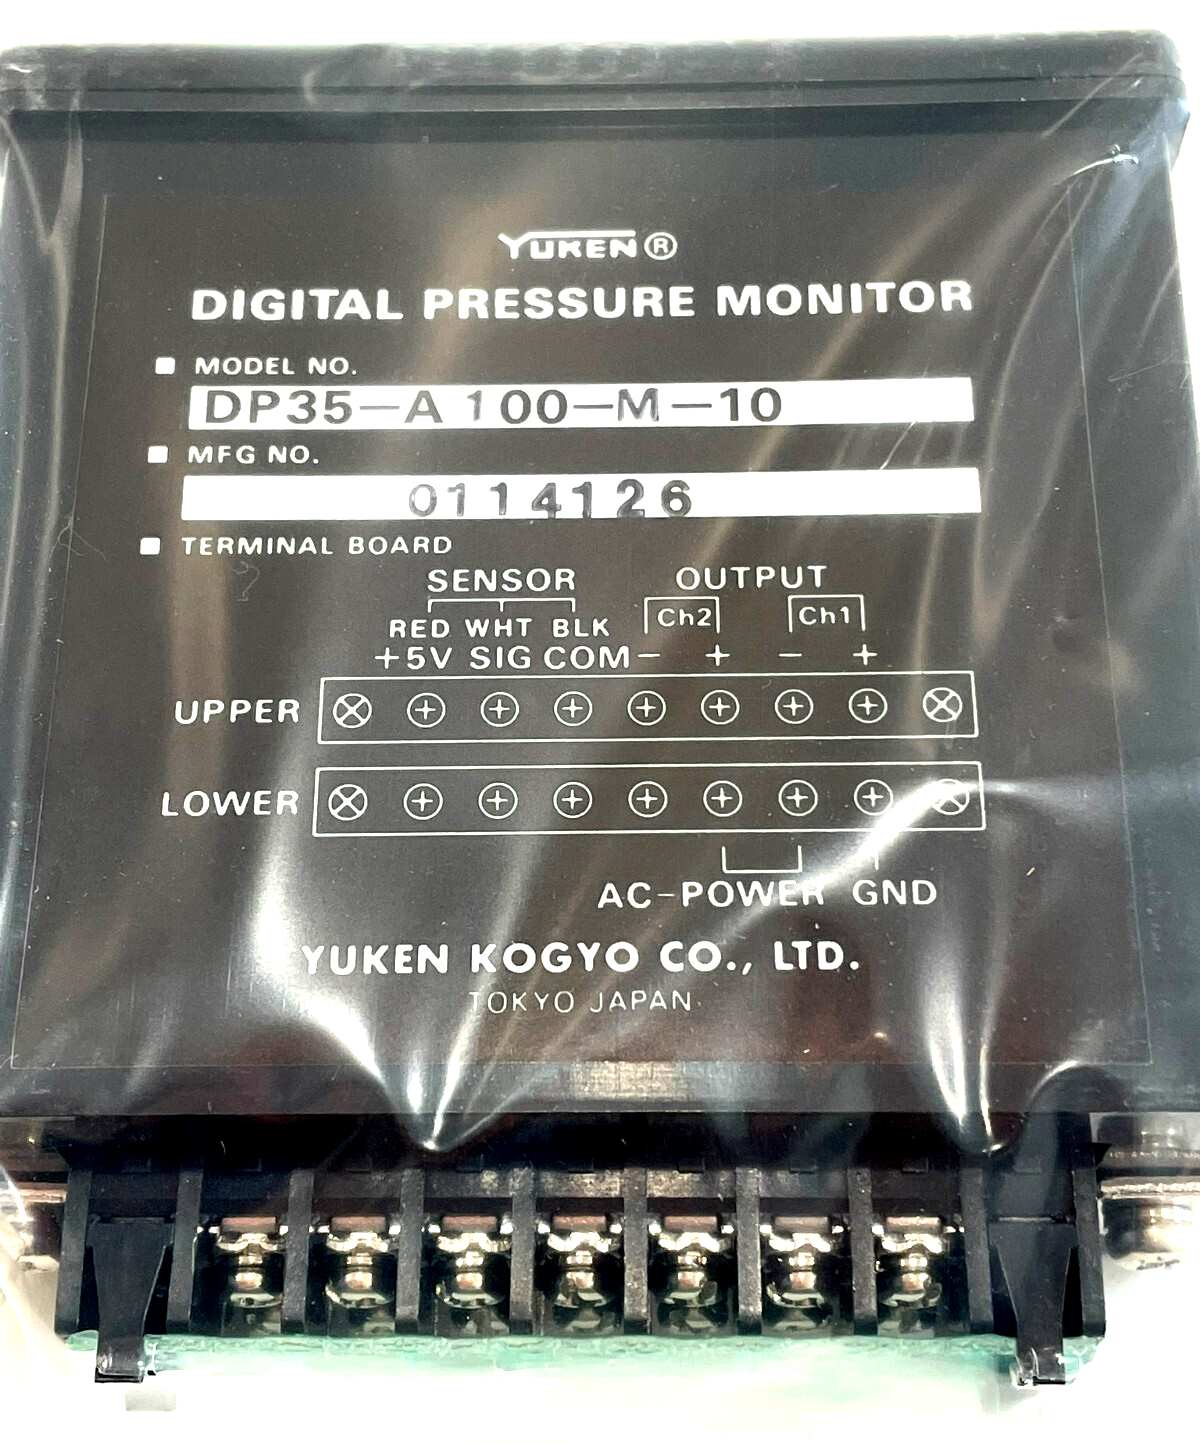 YUKEN®
DIGITAL PRESSURE MONITOR
MODEL NO.
DP35-A 100-M-10
MFG NO.
0114126
TERMINAL BOARD
SENSOR OUTPUT
RED WHT BLK Ch2 Ch1
+5V SIG COM - + - +
UPPER
LOWER
AC-POWER GND
YUKEN KOGYO CO., LTD.
TOKYO JAPAN